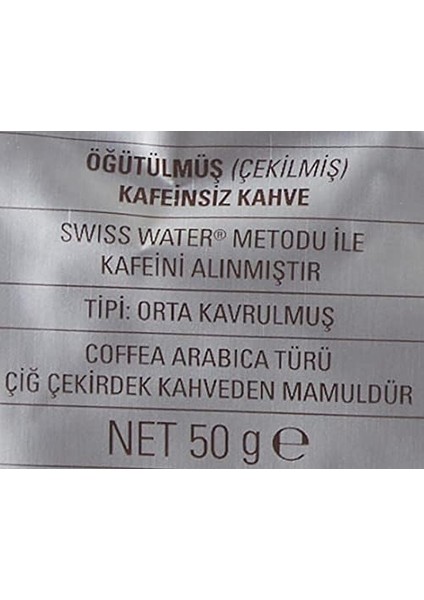 ÖĞÜTÜLMÜŞ (ÇEKİLMİŞ)
KAFEİNSİZ KAHVE
SWISS WATER® METODU İLE
KAFEİNİ ALINMIŞTIR
TİPİ: ORTA KAVRULMUŞ
COFFEA ARABICA TÜRÜ
ÇİĞ ÇEKİRDEK KAHVEDEN MAMULDÜR
NET 50 g ℮